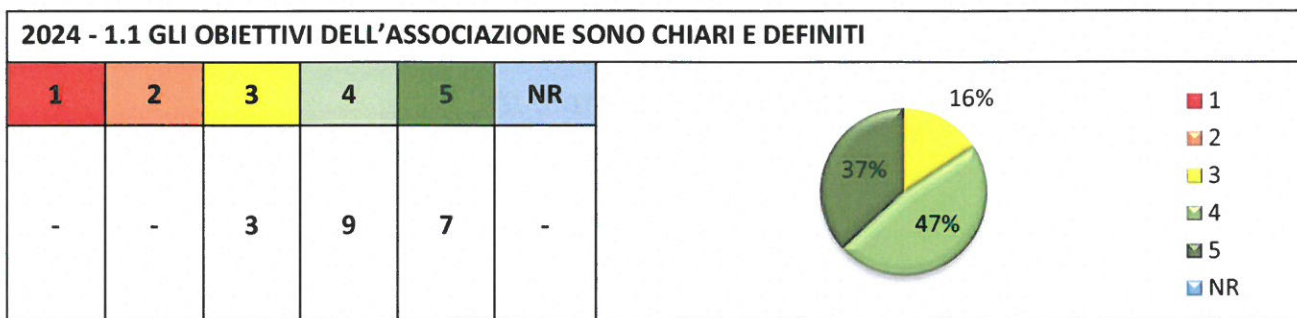 2024 - 1.1 GLI OBIETTIVI DELL'ASSOCIAZIONE SONO CHIARI E DEFINITI
1 2 3 4 5 NR
- - 3 9 7 -
16%
37%
47%
1
2
3
4
5
NR